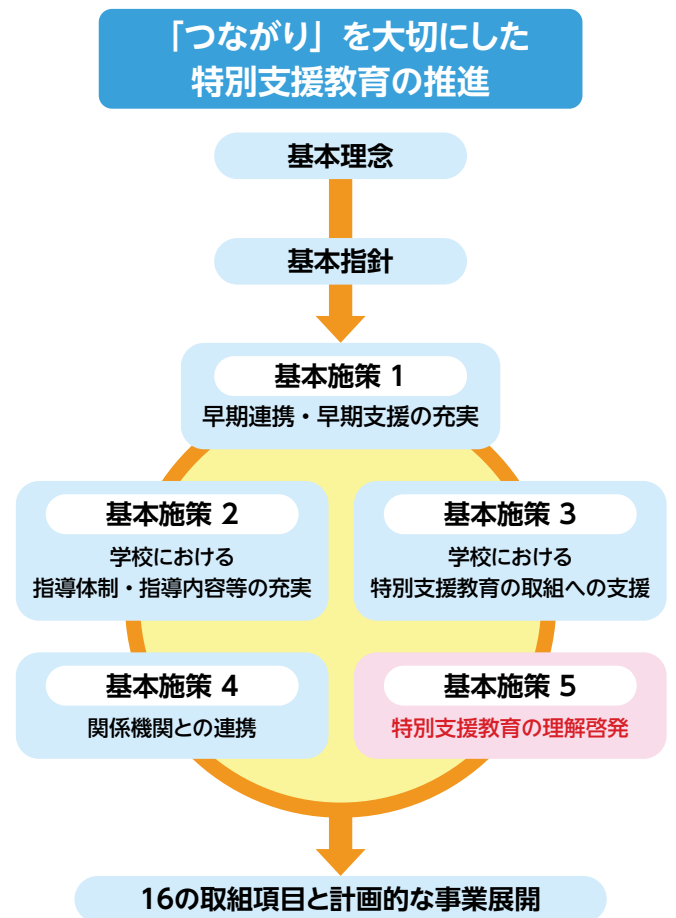 「つながり」を大切にした
特別支援教育の推進
基本理念
基本指針
基本施策 1
早期連携・早期支援の充実
基本施策 2
学校における
指導体制・指導内容等の充実
基本施策 3
学校における
特別支援教育の取組への支援
基本施策 4
関係機関との連携
基本施策 5
特別支援教育の理解啓発
16の取組項目と計画的な事業展開